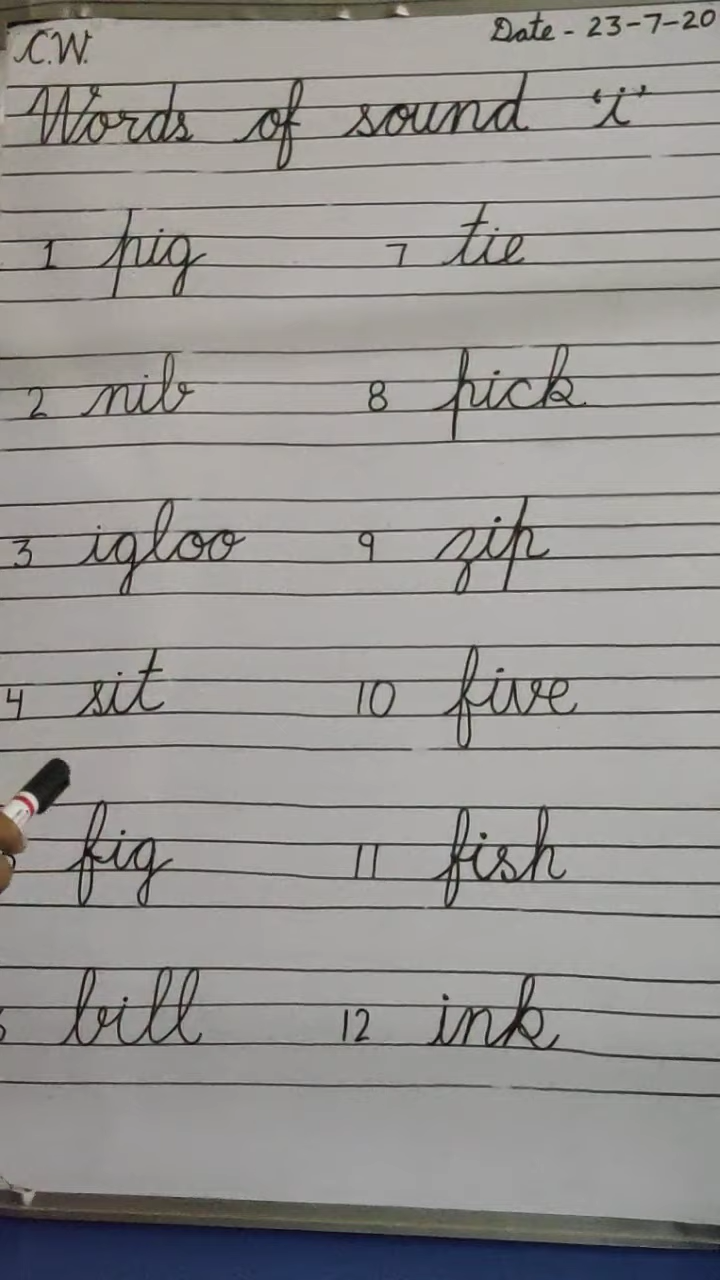 C.W. Date - 23-7-20
Words of sound 'i'
1 pig 7 tie
2 nib 8 pick
3 igloo 9 zip
4 sit 10 five
fig 11 fish
bill 12 ink